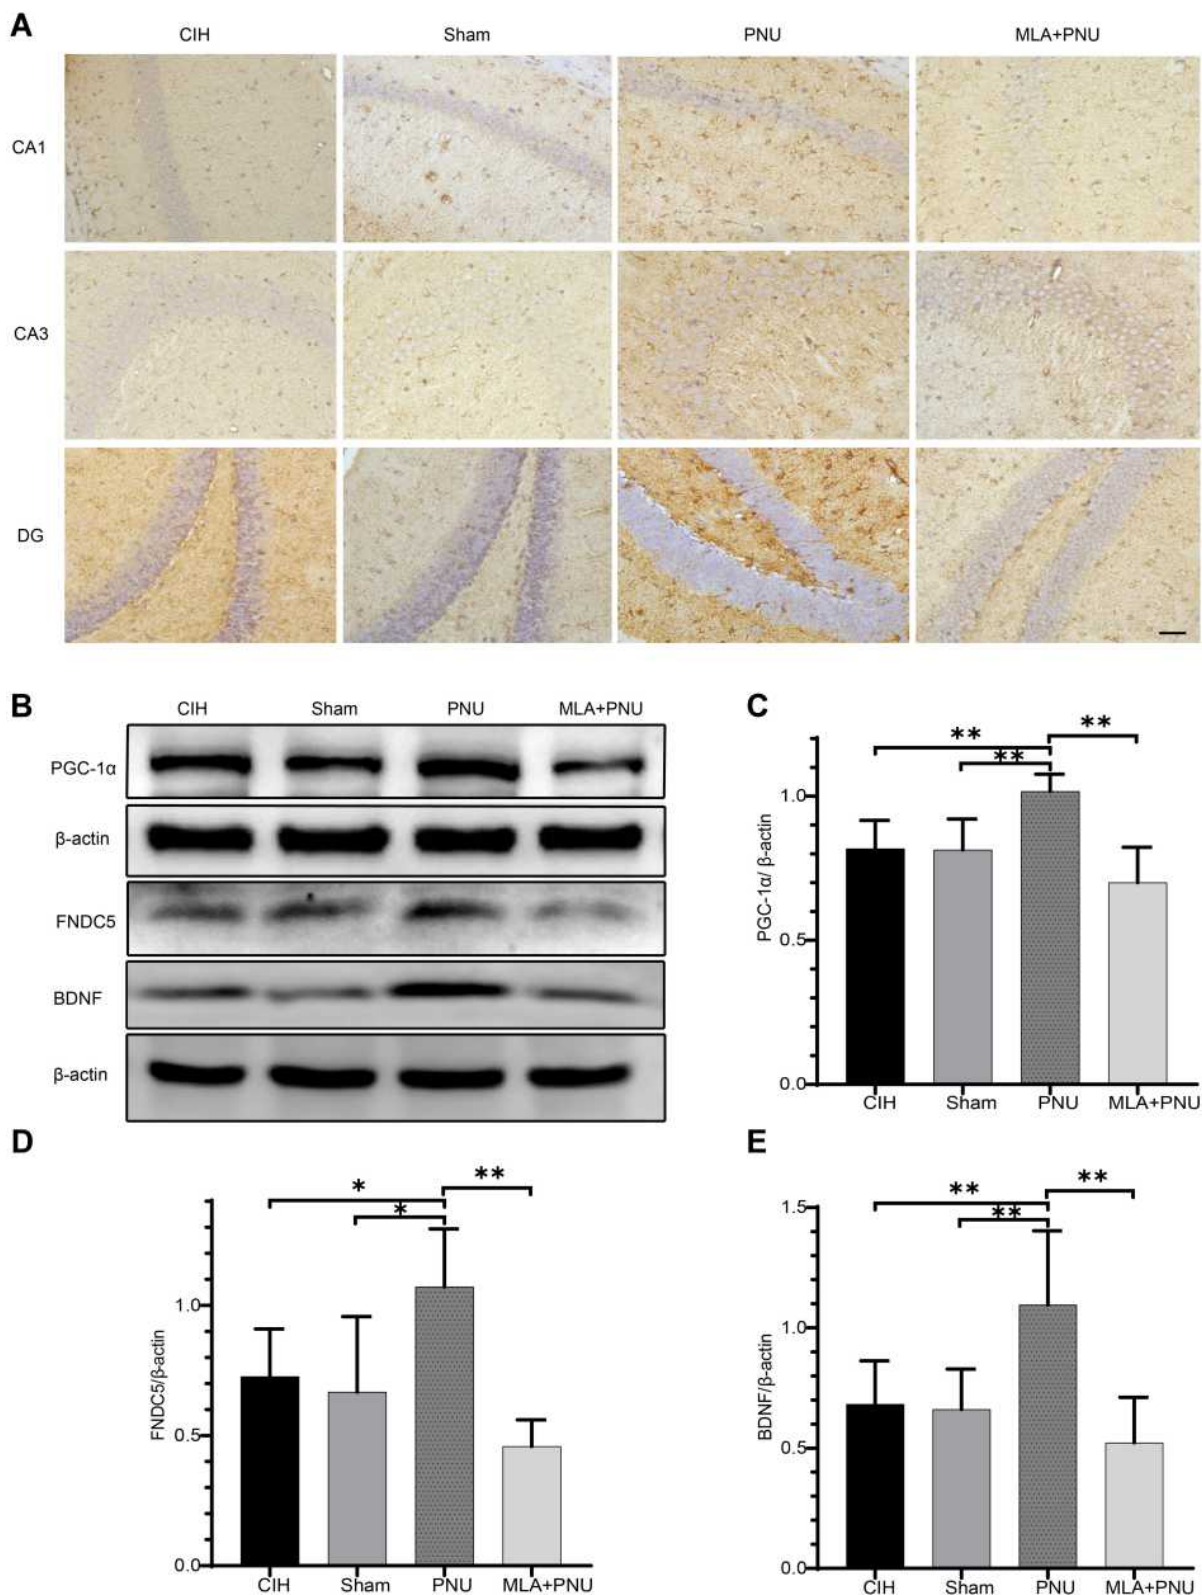 A
CIH Sham PNU MLA+PNU
CA1
CA3
DG
B
CIH Sham PNU MLA+PNU
PGC-1α
β-actin
FNDC5
BDNF
β-actin
C
** **
**
PGC-1α/ β-actin
1.0
0.5
0.0
CIH Sham PNU MLA+PNU
D
* **
*
FNDC5/β-actin
1.0
0.5
0.0
CIH Sham PNU MLA+PNU
E
** **
**
BDNF/β-actin
1.5
1.0
0.5
0.0
CIH Sham PNU MLA+PNU